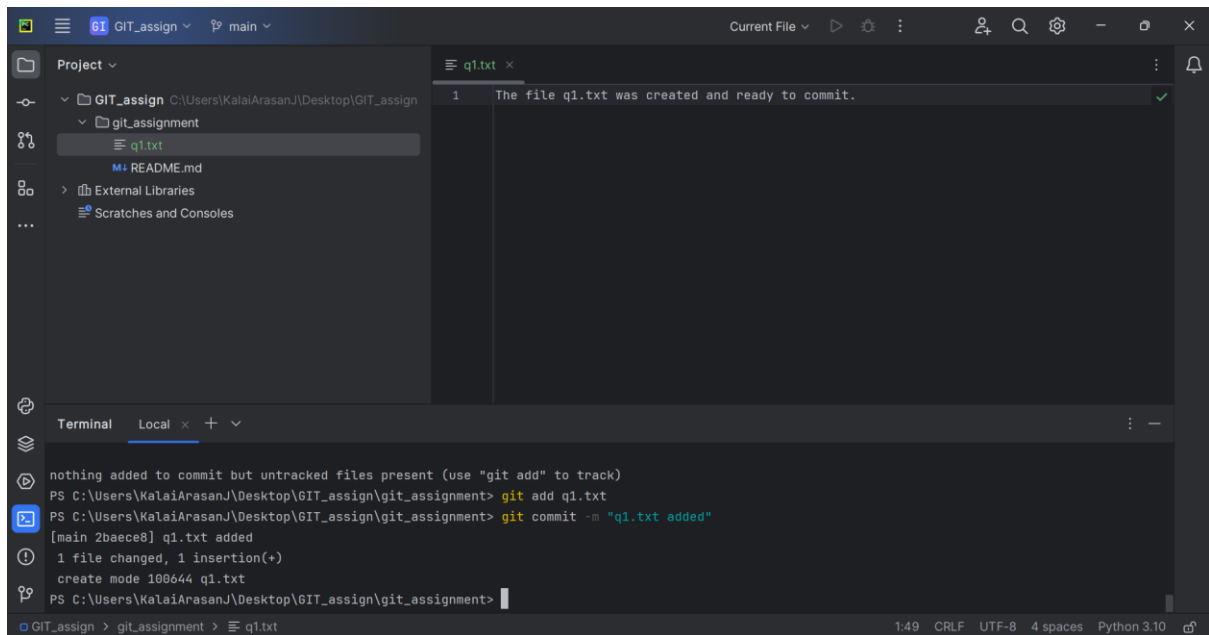 GI GIT_assign main Current File
Project
q1.txt
GIT_assign C:\Users\KalaiArasanJ\Desktop\GIT_assign
1 The file q1.txt was created and ready to commit.
git_assignment
q1.txt
M↓ README.md
External Libraries
Scratches and Consoles
Terminal Local
nothing added to commit but untracked files present (use "git add" to track)
PS C:\Users\KalaiArasanJ\Desktop\GIT_assign\git_assignment> git add q1.txt
PS C:\Users\KalaiArasanJ\Desktop\GIT_assign\git_assignment> git commit -m "q1.txt added"
[main 2baece8] q1.txt added
1 file changed, 1 insertion(+)
create mode 100644 q1.txt
PS C:\Users\KalaiArasanJ\Desktop\GIT_assign\git_assignment>
GIT_assign > git_assignment > q1.txt 1:49 CRLF UTF-8 4 spaces Python 3.10